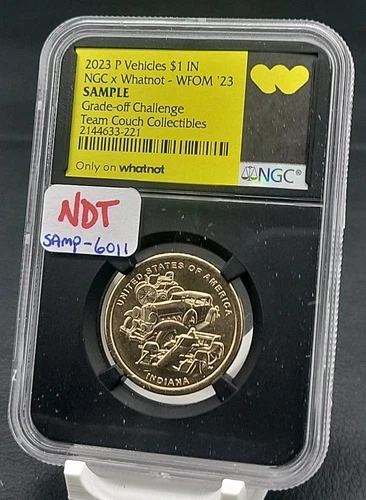 2023 P Vehicles $1 IN
NGC x Whatnot - WFOM '23
SAMPLE
Grade-off Challenge
Team Couch Collectibles
2144633-221
Only on whatnot
NGC®
NDT
SAMP-6011
UNITED STATES OF AMERICA
INDIANA